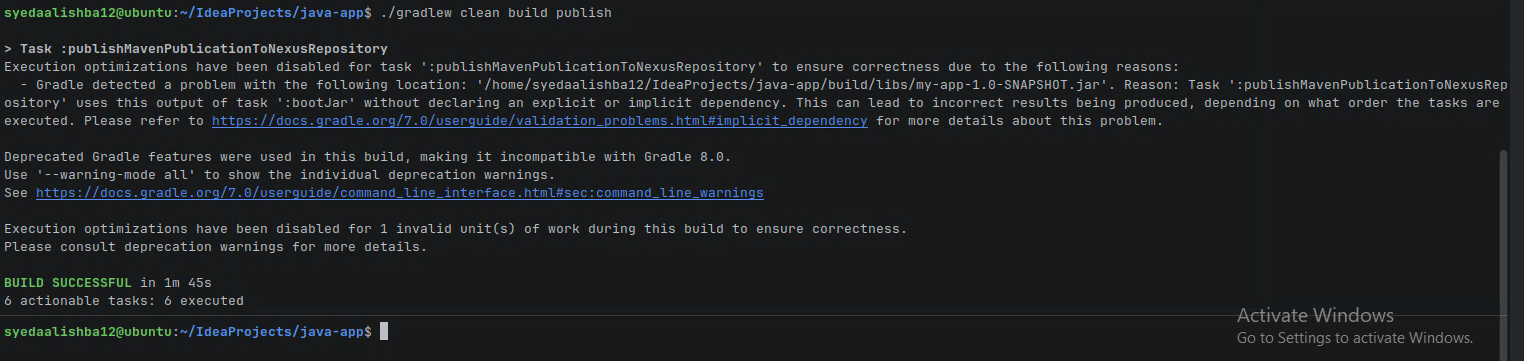 syedaalishba12@ubuntu:~/IdeaProjects/java-app$ ./gradlew clean build publish
> Task :publishMavenPublicationToNexusRepository
Execution optimizations have been disabled for task ':publishMavenPublicationToNexusRepository' to ensure correctness due to the following reasons:
  - Gradle detected a problem with the following location: '/home/syedaalishba12/IdeaProjects/java-app/build/libs/my-app-1.0-SNAPSHOT.jar'. Reason: Task ':publishMavenPublicationToNexusRep
ository' uses this output of task ':bootJar' without declaring an explicit or implicit dependency. This can lead to incorrect results being produced, depending on what order the tasks are
executed. Please refer to https://docs.gradle.org/7.0/userguide/validation_problems.html#implicit_dependency for more details about this problem.
Deprecated Gradle features were used in this build, making it incompatible with Gradle 8.0.
Use '--warning-mode all' to show the individual deprecation warnings.
See https://docs.gradle.org/7.0/userguide/command_line_interface.html#sec:command_line_warnings
Execution optimizations have been disabled for 1 invalid unit(s) of work during this build to ensure correctness.
Please consult deprecation warnings for more details.
BUILD SUCCESSFUL in 1m 45s
6 actionable tasks: 6 executed
syedaalishba12@ubuntu:~/IdeaProjects/java-app$
Activate Windows
Go to Settings to activate Windows.